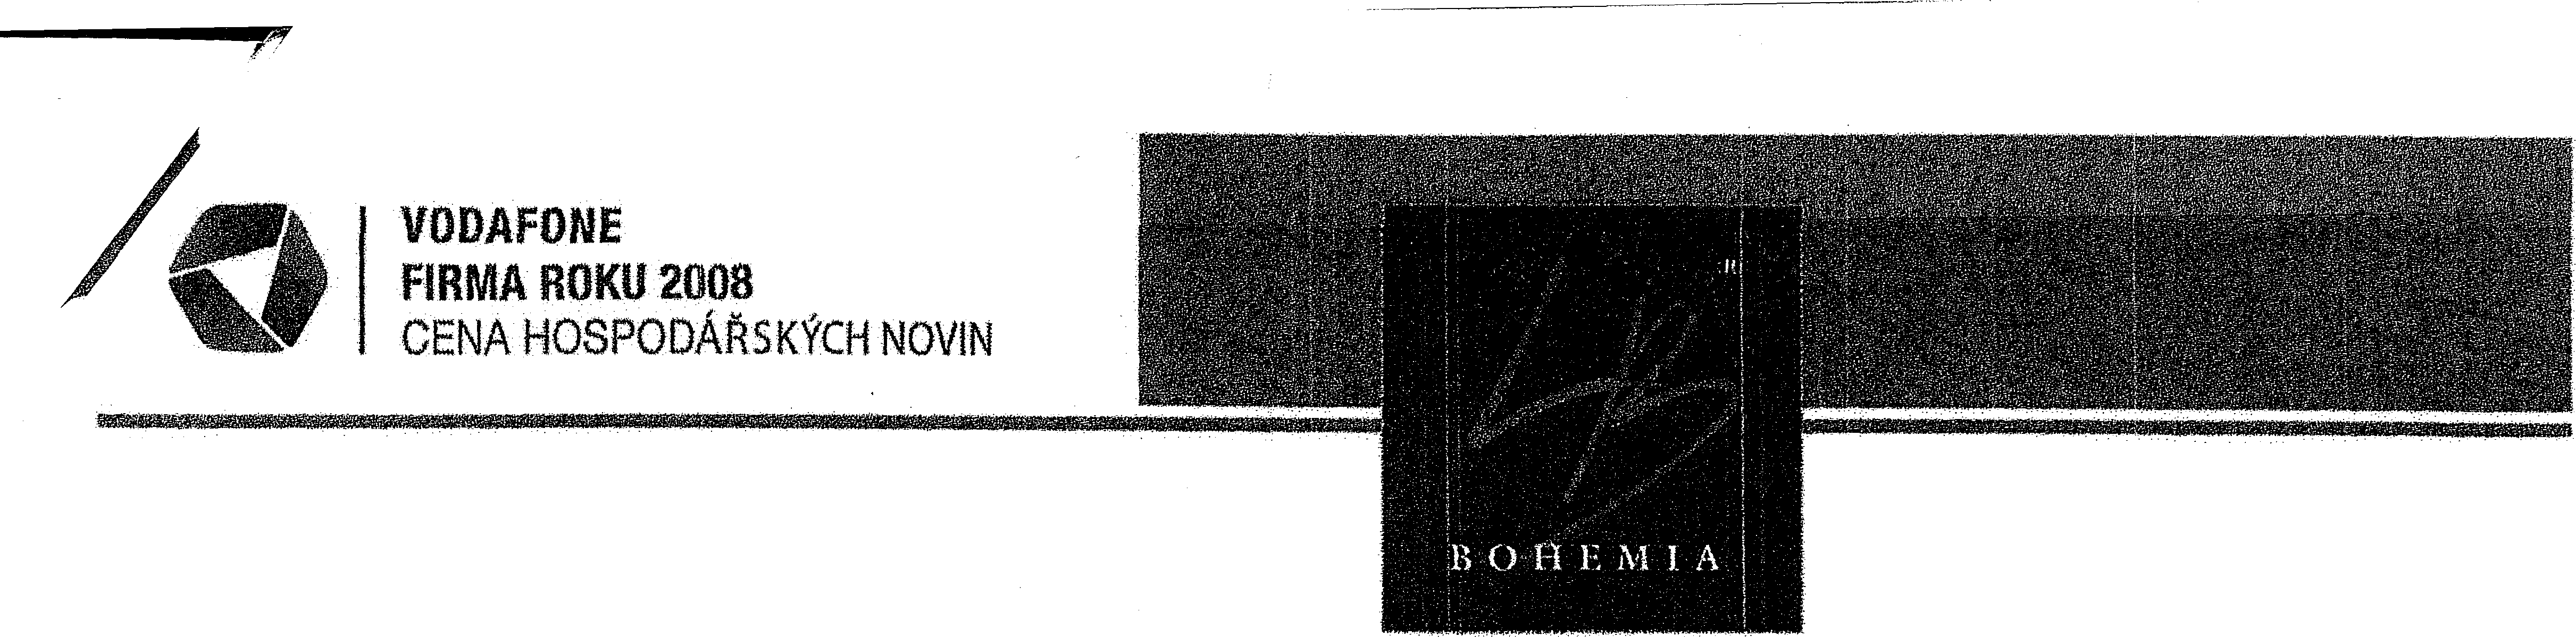 VODAFONE
FIRMA ROKU 2008
CENA HOSPODÁŘSKÝCH NOVIN
BOHEMIA